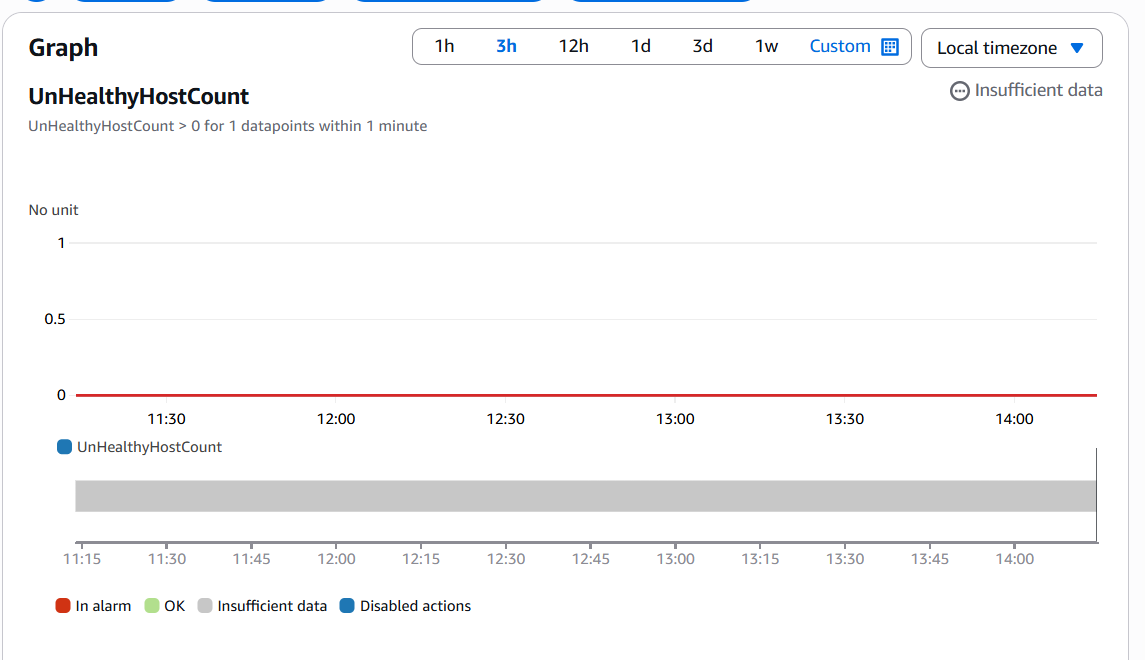 Graph
1h 3h 12h 1d 3d 1w Custom
Local timezone
UnHealthyHostCount
Insufficient data
UnHealthyHostCount > 0 for 1 datapoints within 1 minute
No unit
1
0.5
0
11:30 12:00 12:30 13:00 13:30 14:00
UnHealthyHostCount
11:15 11:30 11:45 12:00 12:15 12:30 12:45 13:00 13:15 13:30 13:45 14:00
In alarm OK Insufficient data Disabled actions